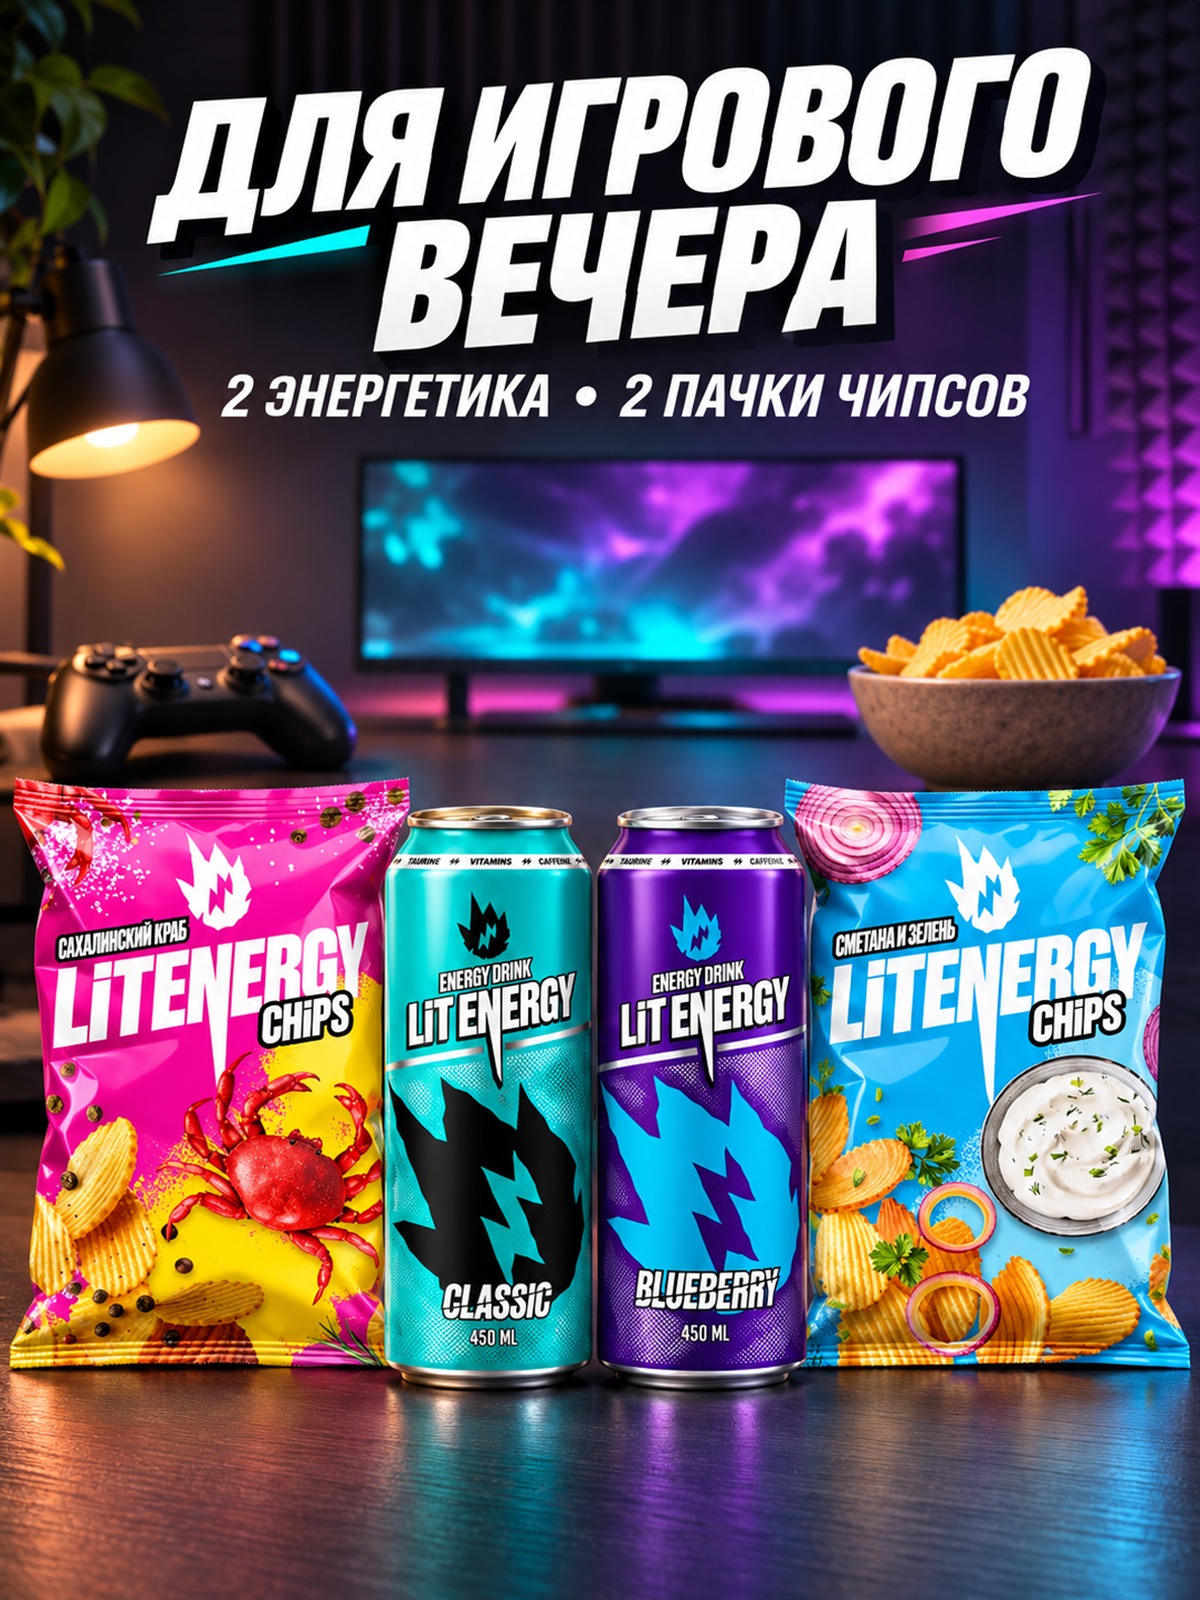 ДЛЯ ИГРОВОГО
ВЕЧЕРА
2 ЭНЕРГЕТИКА • 2 ПАЧКИ ЧИПСОВ
САХАЛИНСКИЙ КРАБ
LiTENERGY
CHiPS
TAURINE VITAMINS CAFFEINE
ENERGY DRINK
LiT ENERGY
CLASSIC
450 ML
TAURINE VITAMINS CAFFEINE
ENERGY DRINK
LiT ENERGY
BLUEBERRY
450 ML
СМЕТАНА И ЗЕЛЕНЬ
LiTENERGY
CHiPS